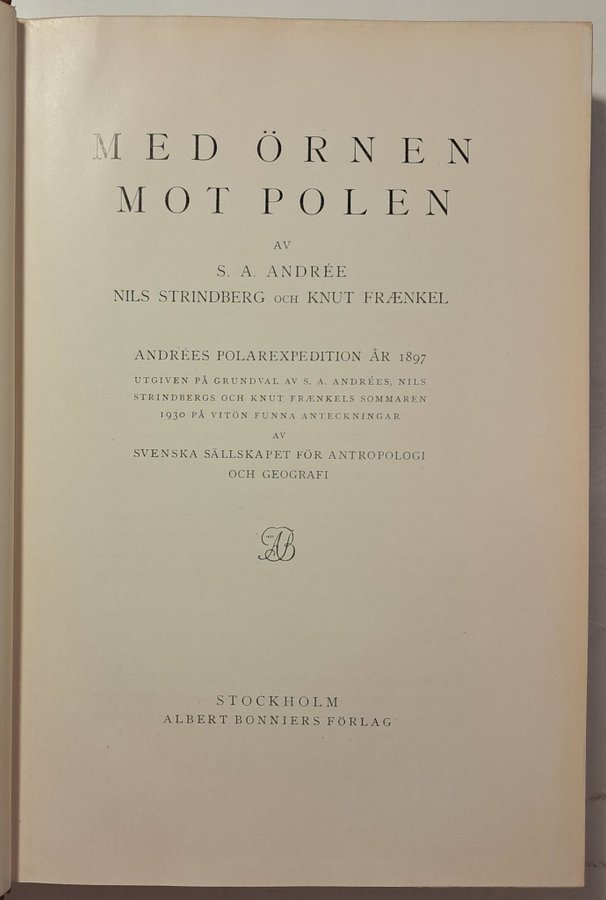 MED ÖRNEN
MOT POLEN
AV
S. A. ANDRÉE
NILS STRINDBERG OCH KNUT FRÆNKEL
ANDRÉES POLAREXPEDITION ÅR 1897
UTGIVEN PÅ GRUNDVAL AV S. A. ANDRÉES, NILS
STRINDBERGS OCH KNUT FRÆNKELS SOMMAREN
1930 PÅ VITÖN FUNNA ANTECKNINGAR
AV
SVENSKA SÄLLSKAPET FÖR ANTROPOLOGI
OCH GEOGRAFI
AB
STOCKHOLM
ALBERT BONNIERS FÖRLAG